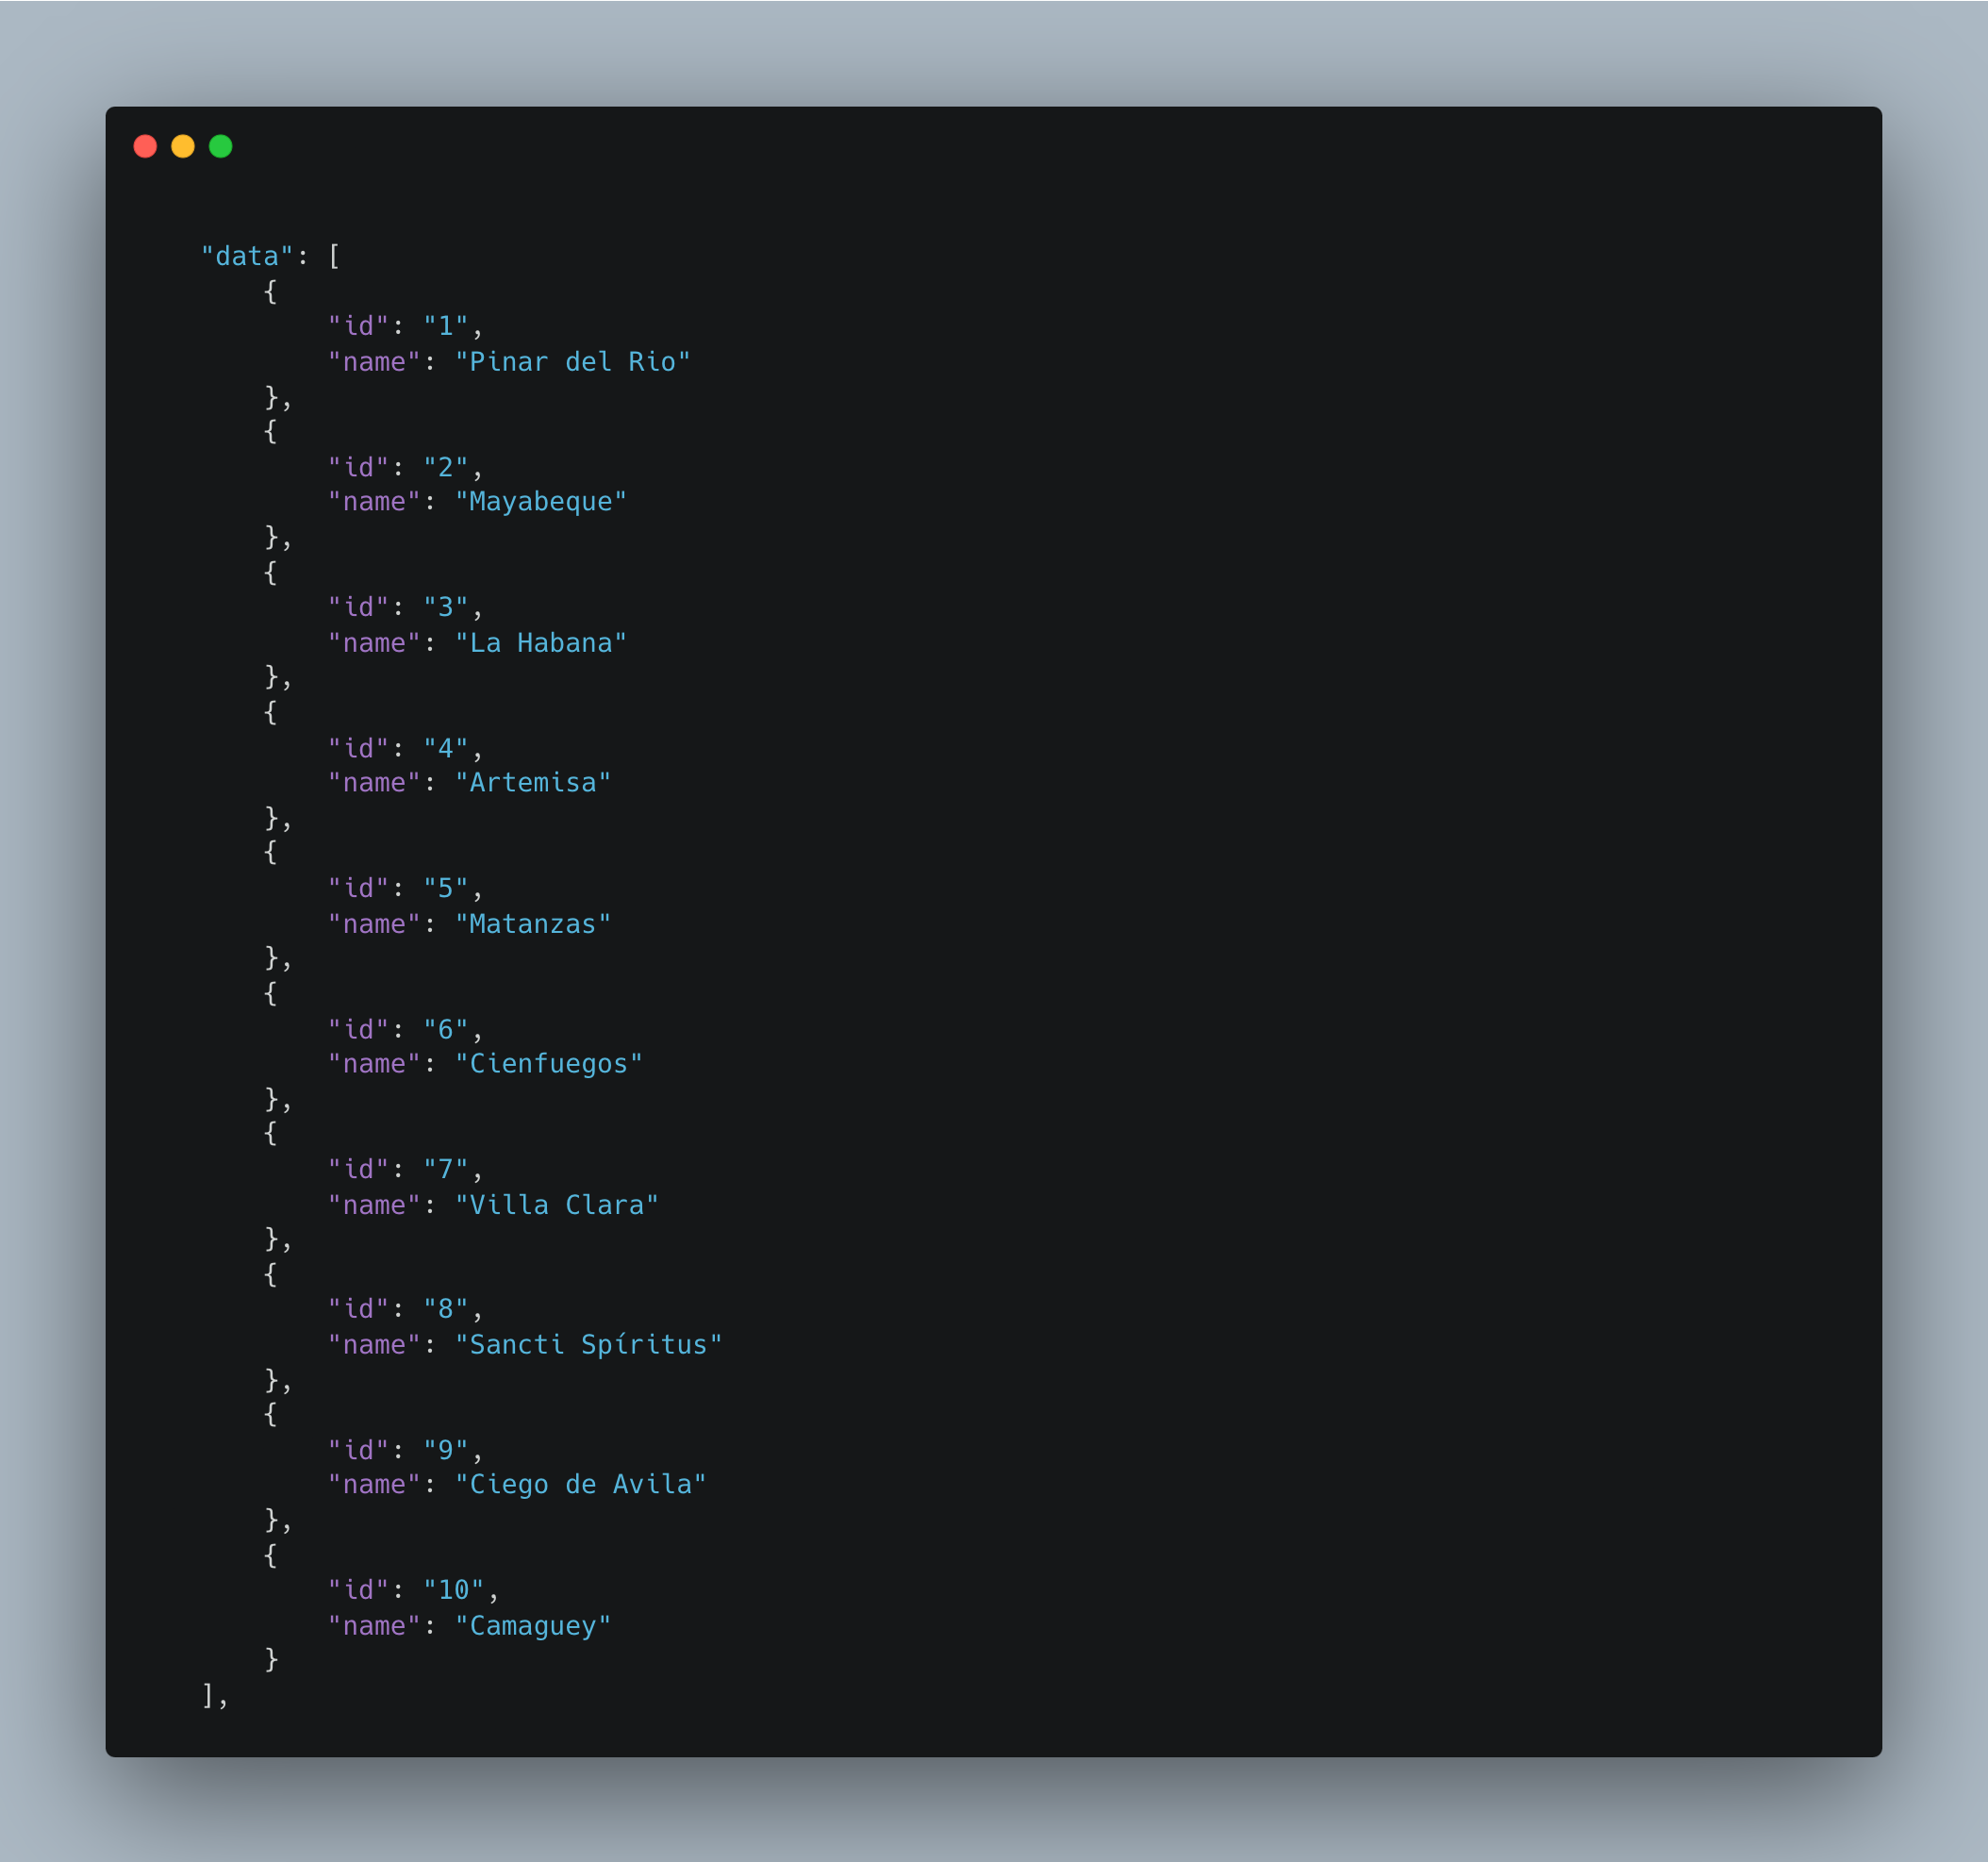 "data": [
    {
        "id": "1",
        "name": "Pinar del Rio"
    },
    {
        "id": "2",
        "name": "Mayabeque"
    },
    {
        "id": "3",
        "name": "La Habana"
    },
    {
        "id": "4",
        "name": "Artemisa"
    },
    {
        "id": "5",
        "name": "Matanzas"
    },
    {
        "id": "6",
        "name": "Cienfuegos"
    },
    {
        "id": "7",
        "name": "Villa Clara"
    },
    {
        "id": "8",
        "name": "Sancti Spíritus"
    },
    {
        "id": "9",
        "name": "Ciego de Avila"
    },
    {
        "id": "10",
        "name": "Camaguey"
    }
],